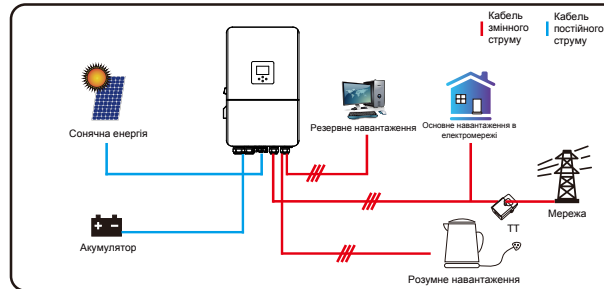 Кабель
змінного
струму
Кабель
постійного
струму
Сонячна енергія
Резервне навантаження
Основне навантаження в
електромережі
ТТ
Мережа
Акумулятор
Розумне навантаження